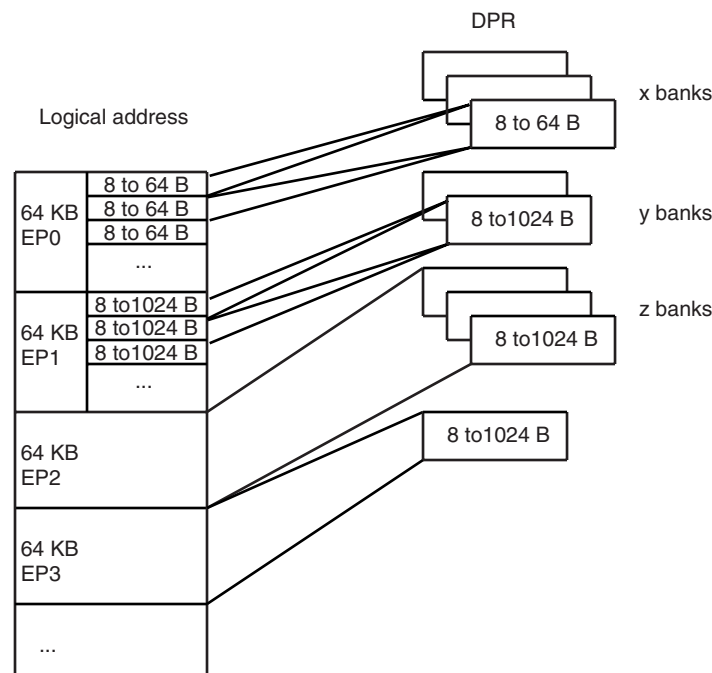 DPR
x banks
8 to 64 B
Logical address
64 KB
EP0
8 to 64 B
8 to 64 B
8 to 64 B
...
8 to1024 B
y banks
64 KB
EP1
8 to1024 B
8 to1024 B
8 to1024 B
...
z banks
8 to1024 B
64 KB
EP2
8 to1024 B
64 KB
EP3
...